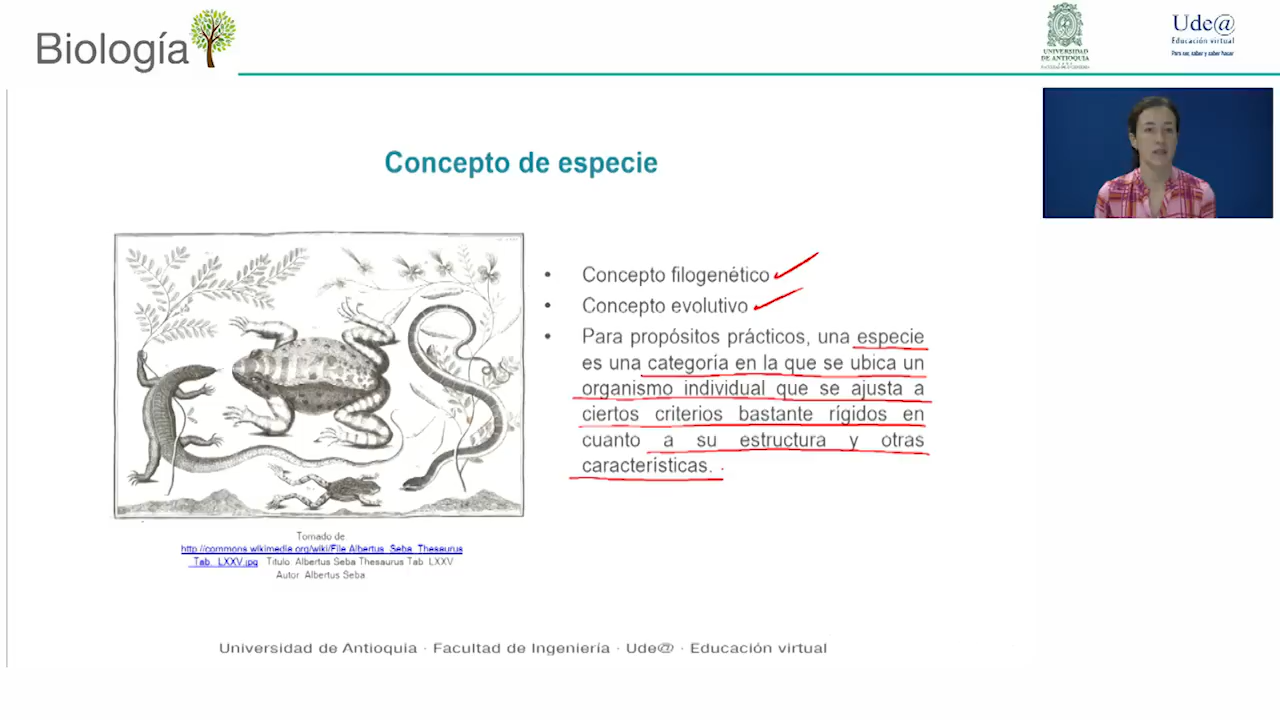 Biología
UNIVERSIDAD
DE ANTIOQUIA
Ude@
Educación virtual
Para ser, saber y saber hacer
Concepto de especie
• Concepto filogenético
• Concepto evolutivo
• Para propósitos prácticos, una especie
es una categoría en la que se ubica un
organismo individual que se ajusta a
ciertos criterios bastante rígidos en
cuanto a su estructura y otras
características.
Tomado de
http //commons wikimedia org/wiki/File Albertus_Seba_Thesaurus
_Tab._LXXV.jpg Título Albertus Seba Thesaurus Tab LXXV
Autor Albertus Seba
Universidad de Antioquia · Facultad de Ingeniería · Ude@ · Educación virtual